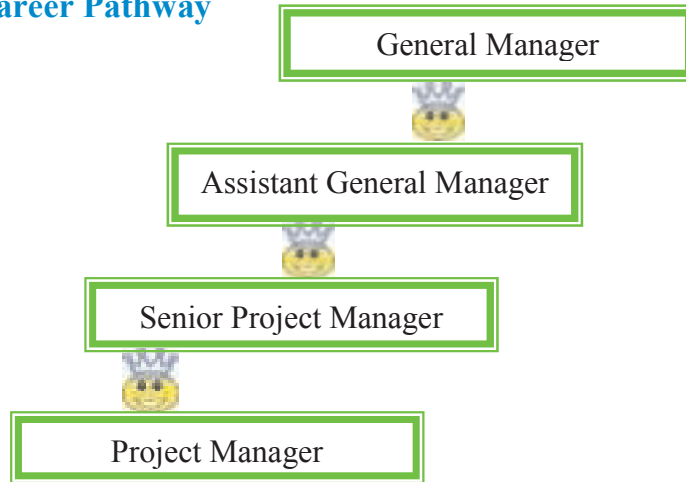 areer Pathway
General Manager
Assistant General Manager
Senior Project Manager
Project Manager